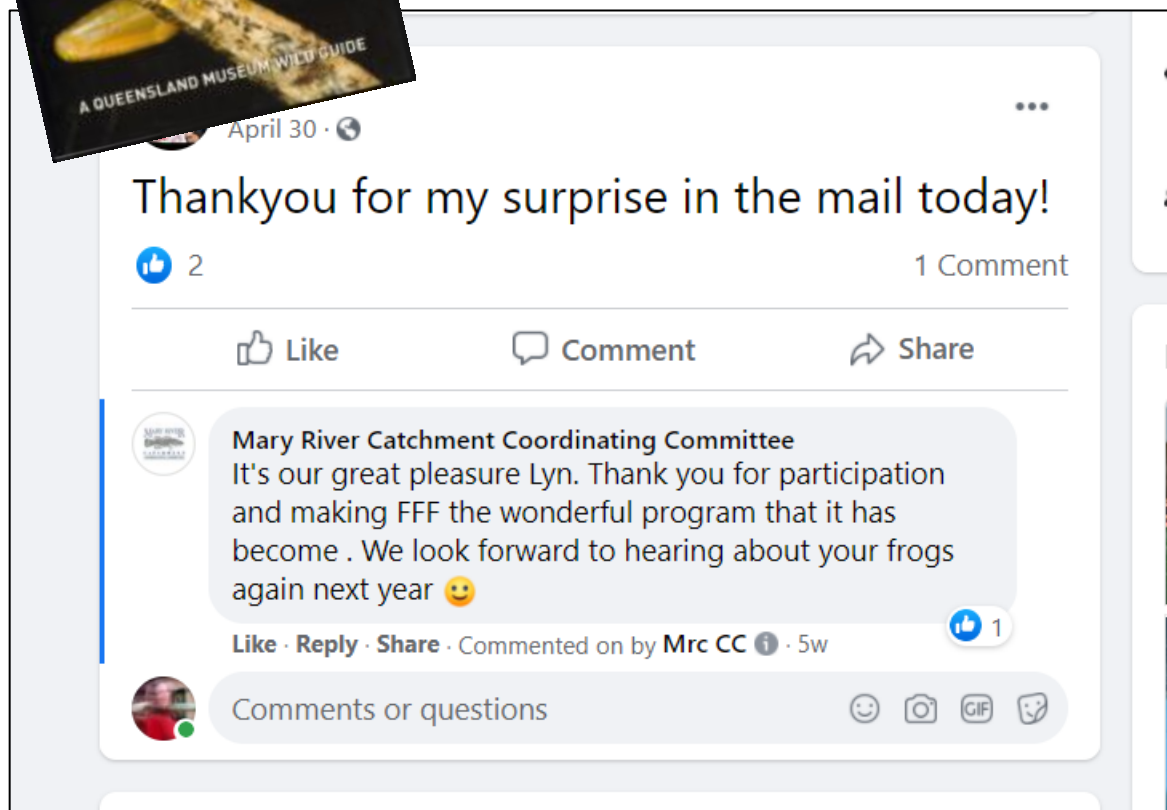 A QUEENSLAND MUSEUM WILD GUIDE
April 30 ·
Thankyou for my surprise in the mail today!
2
1 Comment
Like
Comment
Share
Mary River Catchment Coordinating Committee
It's our great pleasure Lyn. Thank you for participation
and making FFF the wonderful program that it has
become . We look forward to hearing about your frogs
again next year 🙂
1
Like · Reply · Share · Commented on by Mrc CC · 5w
Comments or questions
GIF